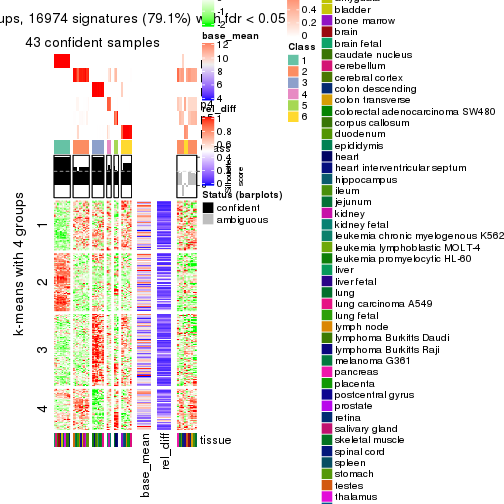 ups, 16974 signatures (79.1%) with fdr < 0.05
43 confident samples
base_mean
12
10
8
6
4
2
rel_diff
1
0.8
0.6
0.4
0.2
0
0.4
0.2
0
Class
1
2
3
4
5
6
Status (barplots)
confident
ambiguous
silhouette
score
k-means with 4 groups
1
2
3
4
base_mean
rel_diff
tissue
bladder
bone marrow
brain
brain fetal
caudate nucleus
cerebellum
cerebral cortex
colon descending
colon transverse
colorectal adenocarcinoma SW480
corpus callosum
duodenum
epididymis
heart
heart interventricular septum
hippocampus
ileum
jejunum
kidney
kidney fetal
leukemia chronic myelogenous K562
leukemia lymphoblastic MOLT-4
leukemia promyelocytic HL-60
liver
liver fetal
lung
lung carcinoma A549
lung fetal
lymph node
lymphoma Burkitts Daudi
lymphoma Burkitts Raji
melanoma G361
pancreas
placenta
postcentral gyrus
prostate
retina
salivary gland
skeletal muscle
spinal cord
spleen
stomach
testes
thalamus